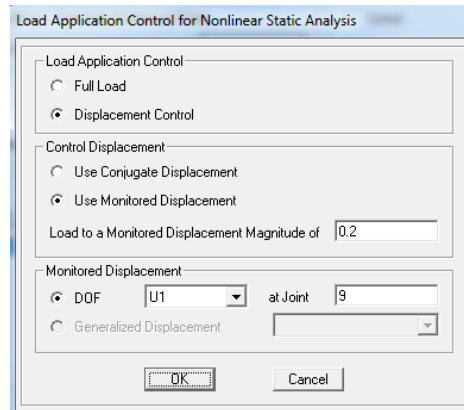 Load Application Control for Nonlinear Static Analysis
Load Application Control
Full Load
Displacement Control
Control Displacement
Use Conjugate Displacement
Use Monitored Displacement
Load to a Monitored Displacement Magnitude of 0.2
Monitored Displacement
DOF U1 at Joint 9
Generalized Displacement
OK Cancel